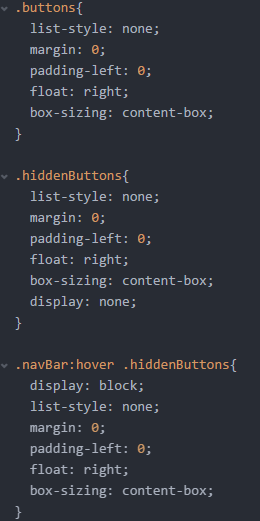 .buttons{
  list-style: none;
  margin: 0;
  padding-left: 0;
  float: right;
  box-sizing: content-box;
}

.hiddenButtons{
  list-style: none;
  margin: 0;
  padding-left: 0;
  float: right;
  box-sizing: content-box;
  display: none;
}

.navBar:hover .hiddenButtons{
  display: block;
  list-style: none;
  margin: 0;
  padding-left: 0;
  float: right;
  box-sizing: content-box;
}